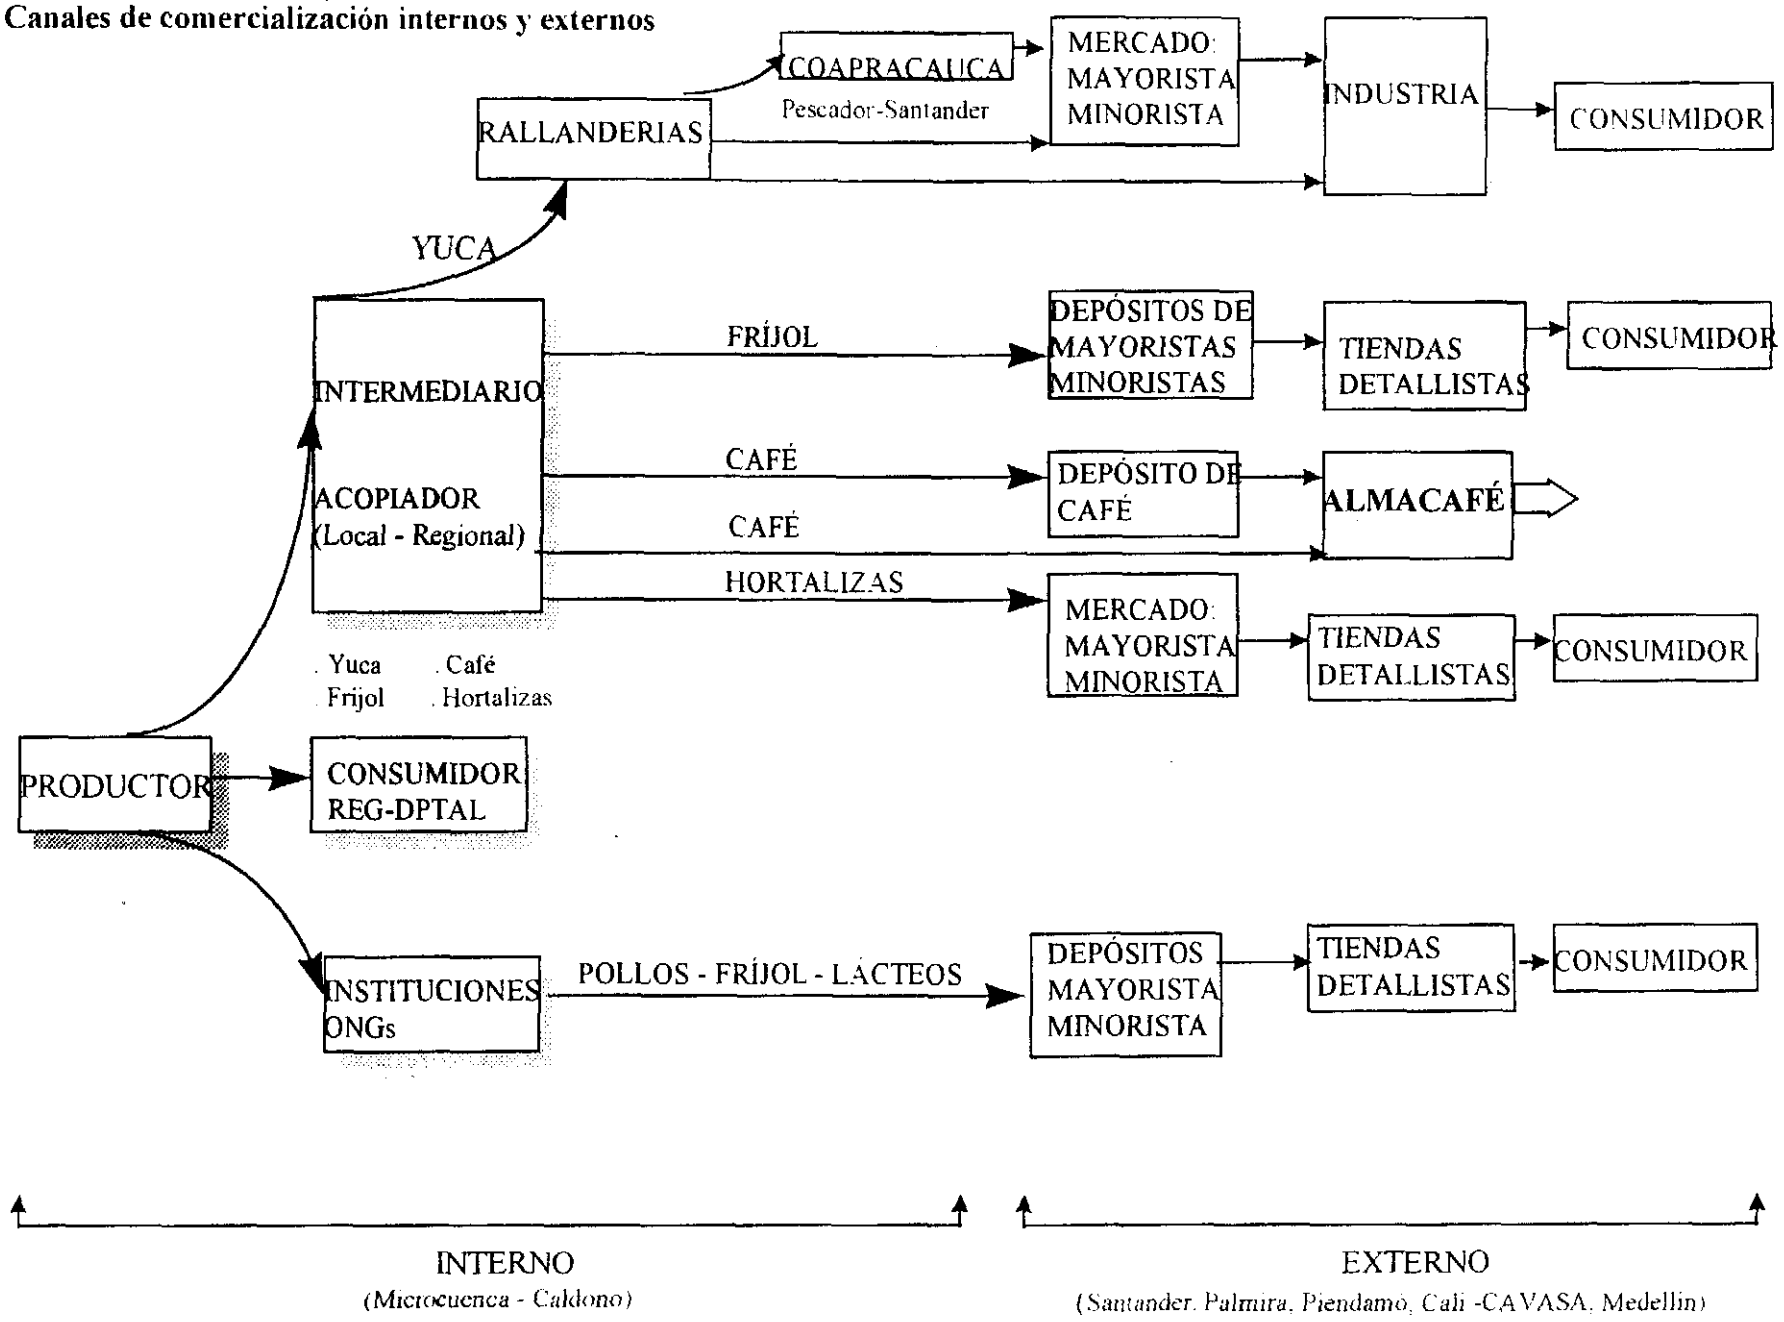 Canales de comercialización internos y externos
COAPRACAUCA
Pescador-Santander
MERCADO:
MAYORISTA
MINORISTA
INDUSTRIA
CONSUMIDOR
RALLANDERIAS
YUCA
INTERMEDIARIO
ACOPIADOR
(Local - Regional)
FRÍJOL
DEPÓSITOS DE
MAYORISTAS
MINORISTAS
TIENDAS
DETALLISTAS
CONSUMIDOR
CAFÉ
DEPÓSITO DE
CAFÉ
ALMACAFÉ
CAFÉ
HORTALIZAS
MERCADO:
MAYORISTA
MINORISTA
TIENDAS
DETALLISTAS
CONSUMIDOR
. Yuca . Café
. Frijol . Hortalizas
PRODUCTOR
CONSUMIDOR
REG-DPTAL
INSTITUCIONES
ONGs
POLLOS - FRÍJOL - LÁCTEOS
DEPÓSITOS
MAYORISTA
MINORISTA
TIENDAS
DETALLISTAS
CONSUMIDOR
INTERNO
(Microcuenca - Caldono)
EXTERNO
(Santander. Palmira, Piendamó, Cali -CAVASA, Medellin)